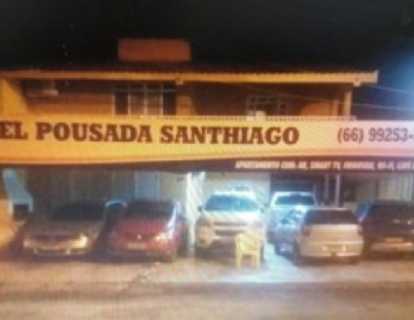 EL POUSADA SANTHIAGO (66) 99253-
APARTAMENTO COM: AR, SMART TV, FRIGOBAR, WI-FI,